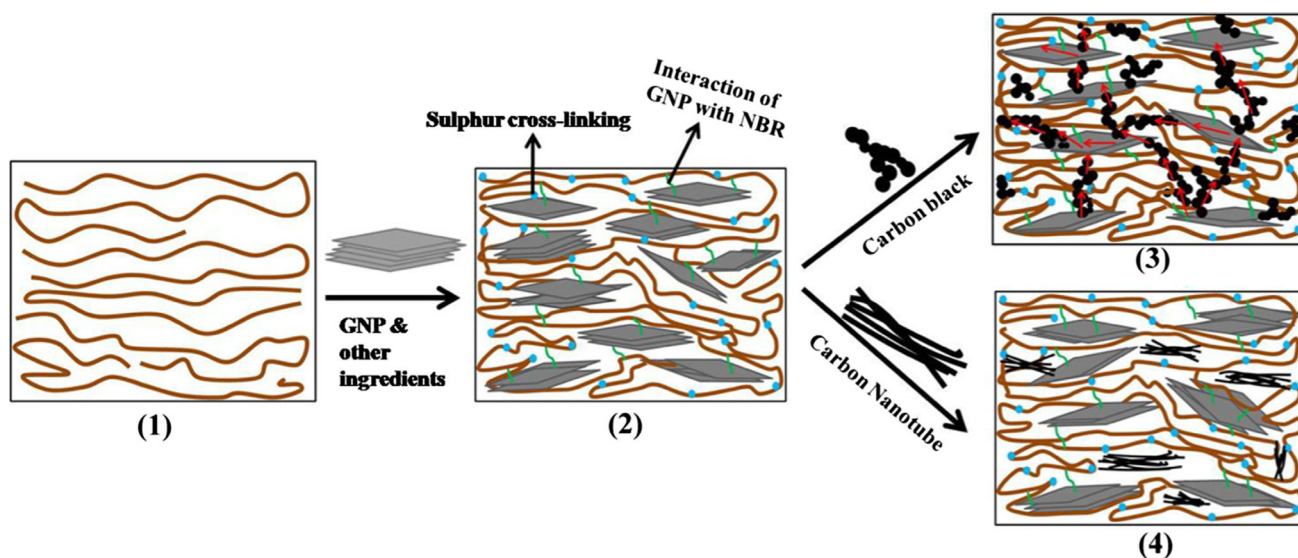 Sulphur cross-linking
Interaction of
GNP with NBR
GNP &
other
ingredients
Carbon black
Carbon Nanotube
(1)
(2)
(3)
(4)